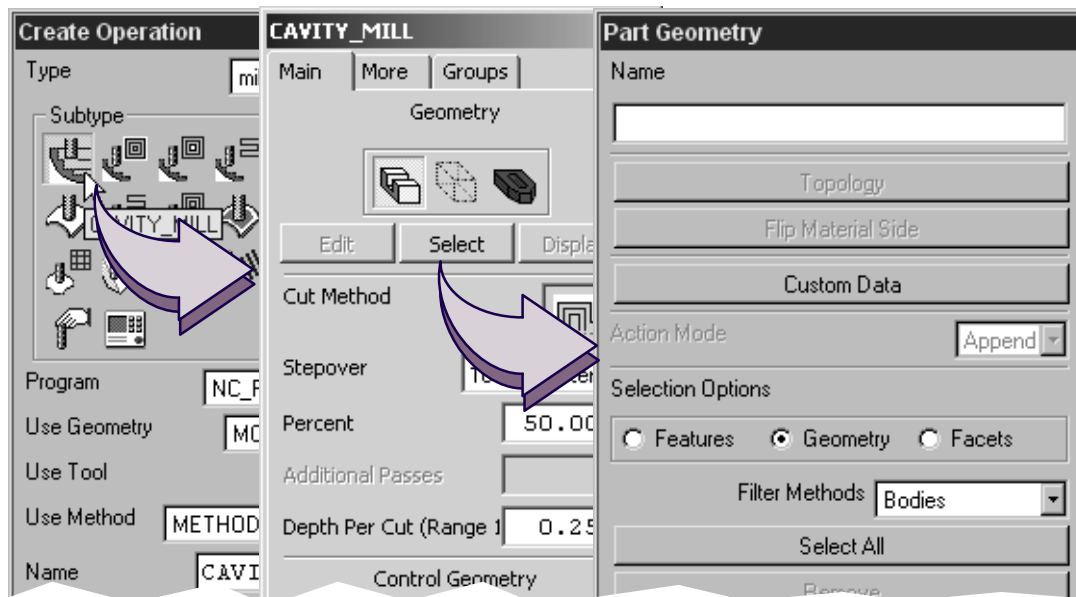 Create Operation
Type
mi
Subtype
CAVITY_MILL
Program
NC_F
Use Geometry
MC
Use Tool
Use Method
METHOD
Name
CAVI
CAVITY_MILL
Main More Groups
Geometry
Edit Select Displa
Cut Method
Stepover
Percent
50.00
Additional Passes
Depth Per Cut (Range 1
0.25
Control Geometry
Part Geometry
Name
Topology
Flip Material Side
Custom Data
Action Mode Append
Selection Options
Features Geometry Facets
Filter Methods Bodies
Select All
Remove